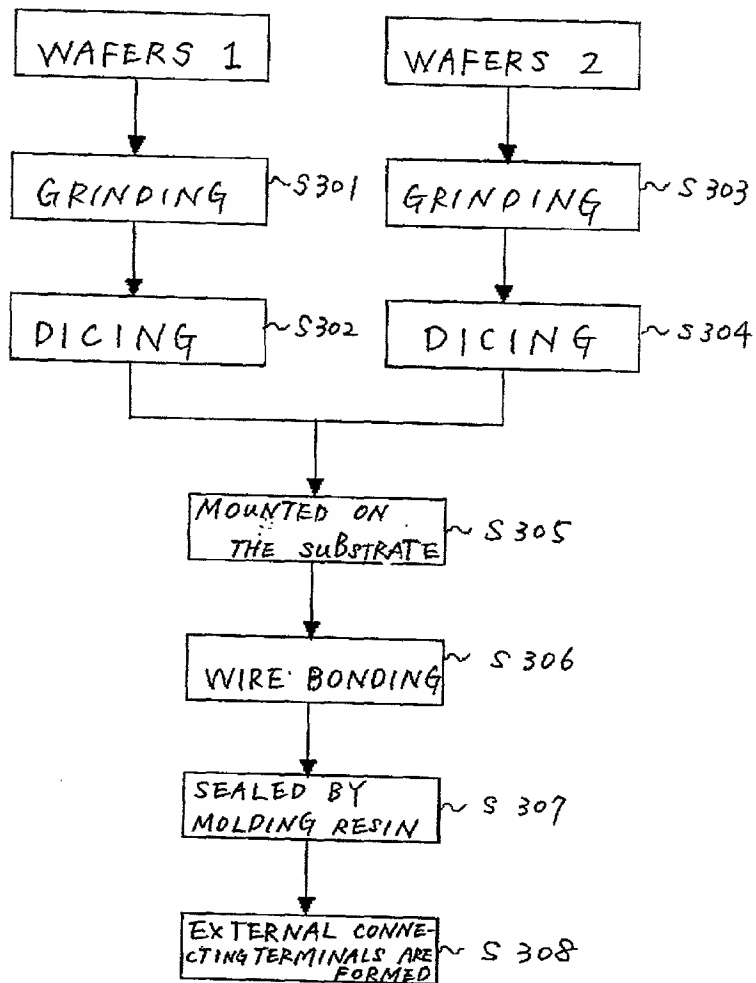 WAFERS 1
WAFERS 2
GRINDING
~S301
GRINDING
~S303
DICING
~S302
DICING
~S304
MOUNTED ON
THE SUBSTRATE
~S305
WIRE BONDING
~S306
SEALED BY
MOLDING RESIN
~S307
EXTERNAL CONNE-
CTING TERMINALS ARE
FORMED
~S308